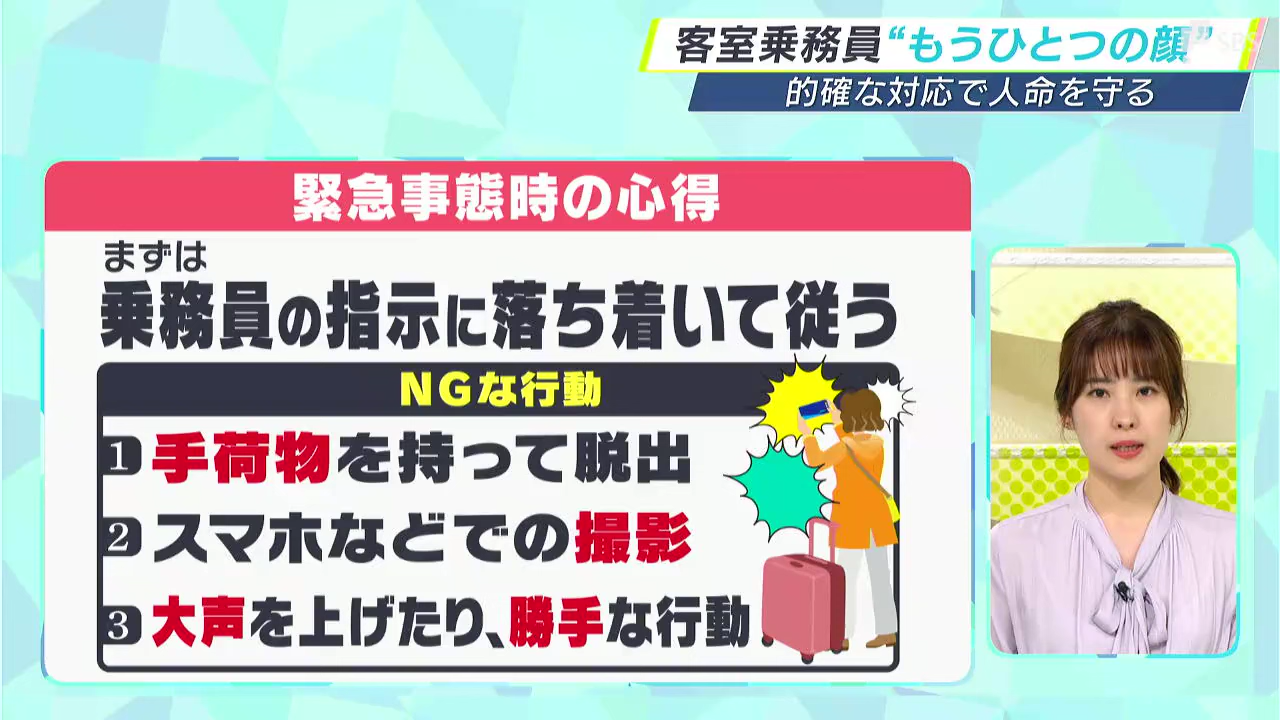 客室乗務員“もうひとつの顔”
SBS
的確な対応で人命を守る
緊急事態時の心得
まずは
乗務員の指示に落ち着いて従う
NGな行動
1 手荷物を持って脱出
2 スマホなどでの撮影
3 大声を上げたり、勝手な行動